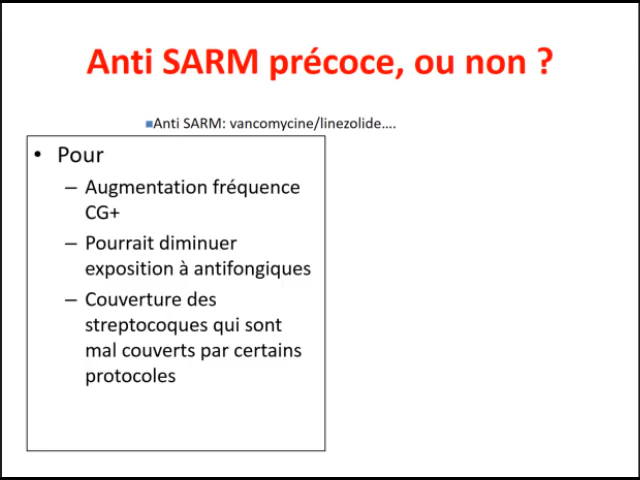 Anti SARM précoce, ou non ?
Anti SARM: vancomycine/linezolide....
• Pour
– Augmentation fréquence
CG+
– Pourrait diminuer
exposition à antifongiques
– Couverture des
streptocoques qui sont
mal couverts par certains
protocoles